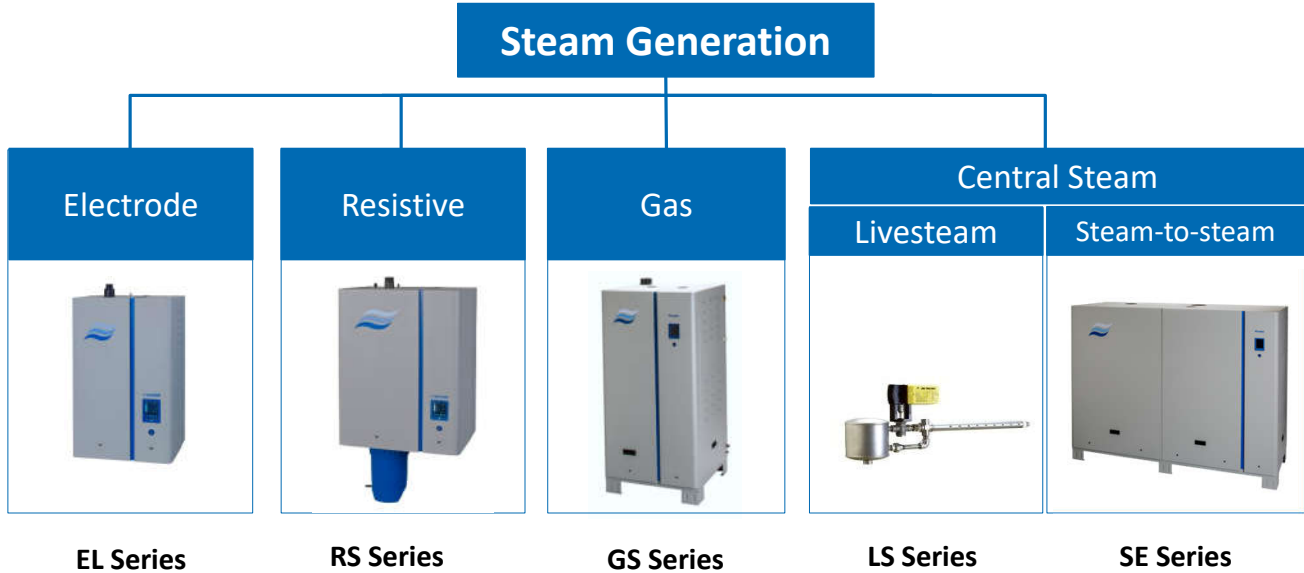 Steam Generation
Electrode
Resistive
Gas
Central Steam
Livesteam
Steam-to-steam
EL Series
RS Series
GS Series
LS Series
SE Series